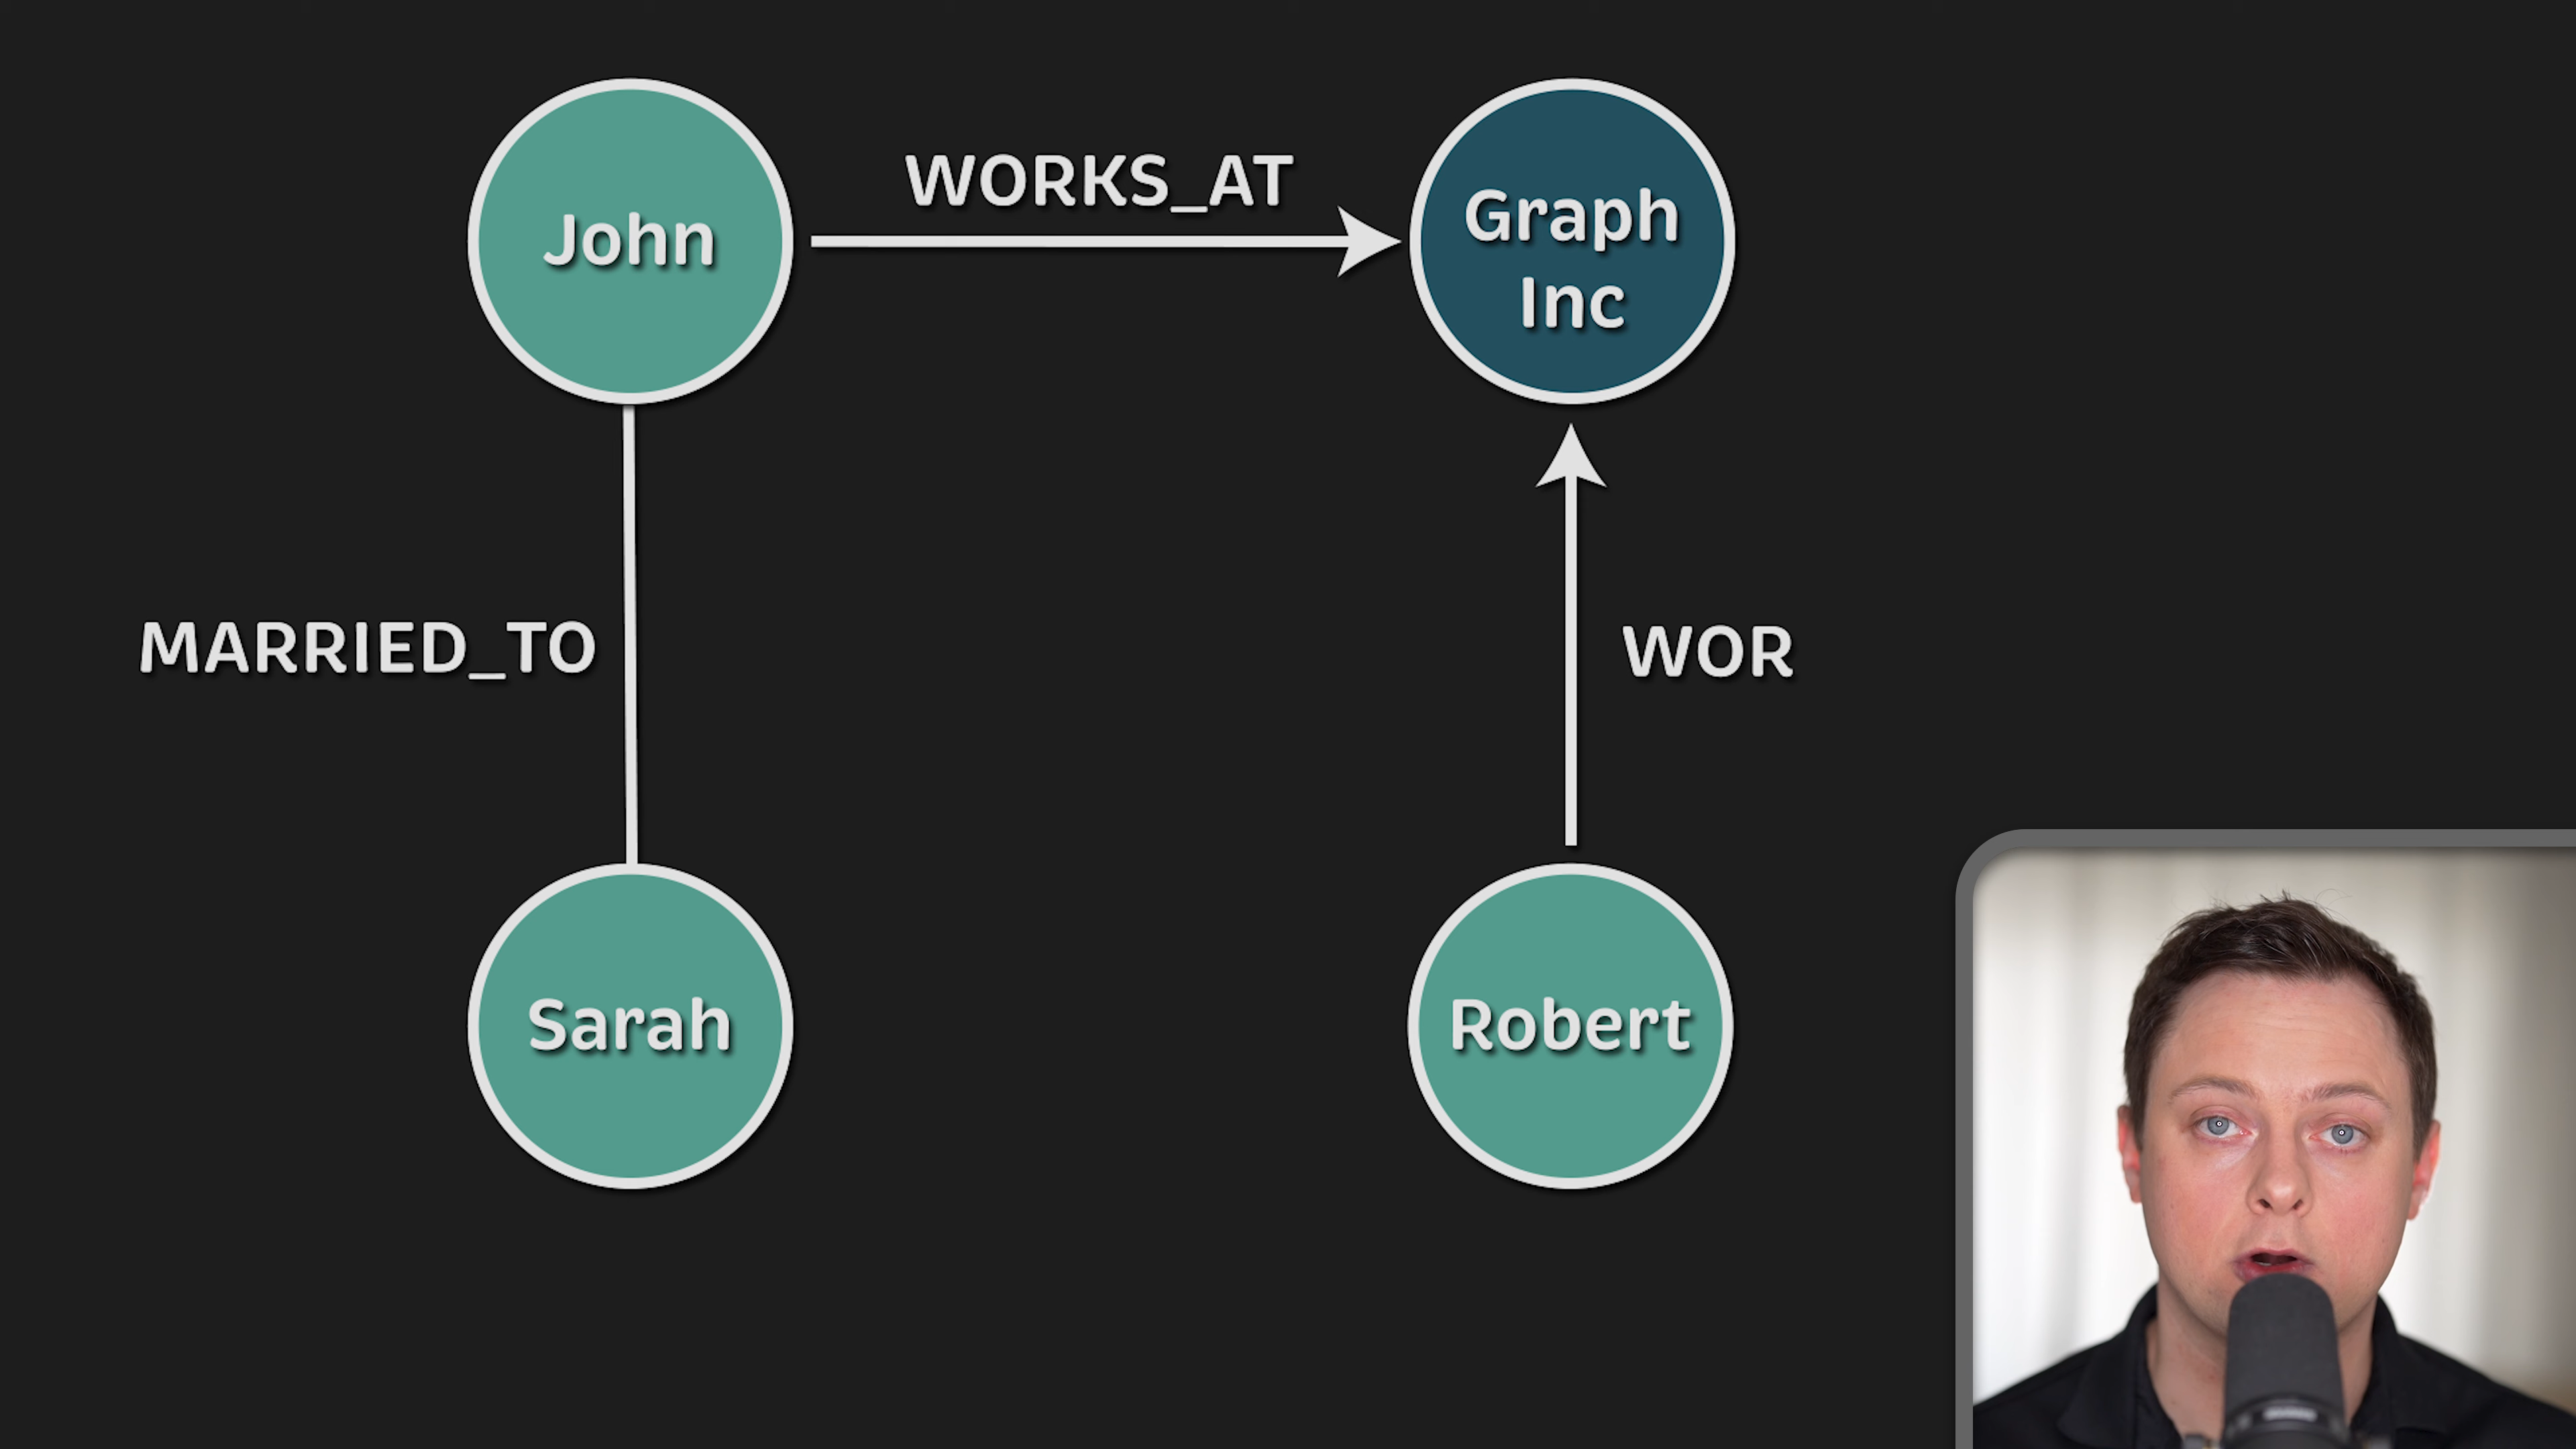 John
WORKS_AT
Graph
Inc
MARRIED_TO
WOR
Sarah
Robert